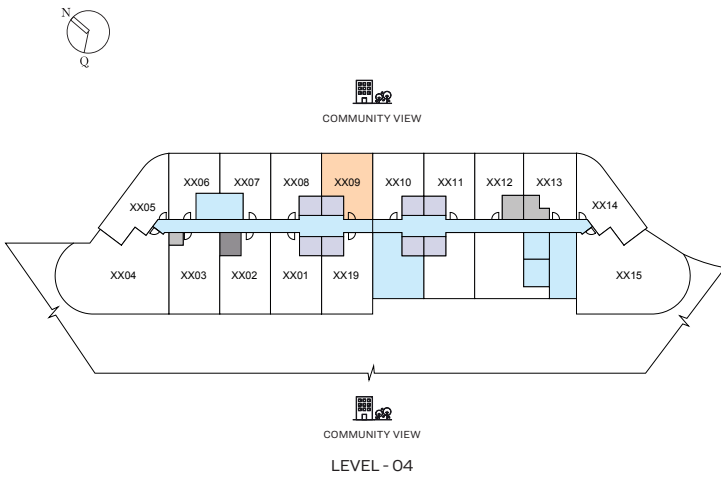 N
Q
COMMUNITY VIEW
XX06 XX07 XX08 XX09 XX10 XX11 XX12 XX13
XX05 XX14
XX04 XX03 XX02 XX01 XX19 XX15
COMMUNITY VIEW
LEVEL - 04